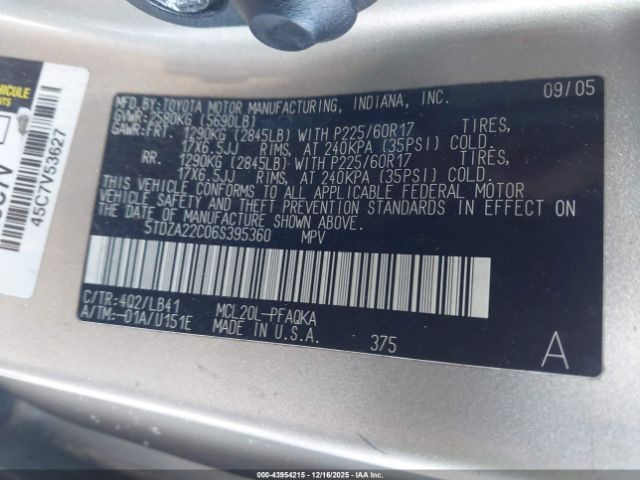 MFD.BY: TOYOTA MOTOR MANUFACTURING, INDIANA, INC. 09/05
GVWR: 2580KG (5690LB)
GAWR: FRT 1290KG (2845LB) WITH P225/60R17 TIRES,
17X6.5JJ RIMS, AT 240KPA (35PSI) COLD.
RR. 1290KG (2845LB) WITH P225/60R17 TIRES,
17X6.5JJ RIMS, AT 240KPA (35PSI) COLD.
THIS VEHICLE CONFORMS TO ALL APPLICABLE FEDERAL MOTOR
VEHICLE SAFETY AND THEFT PREVENTION STANDARDS IN EFFECT ON
THE DATE OF MANUFACTURE SHOWN ABOVE.
5TDZA22C06S395360 MPV
C/TR: 4Q2/LB41 MCL20L-PFAQKA
A/TM: -01A/U151E MADE IN U.S.A. 375 A
45C7V53627
IAA 000-43954215 - 12/16/2025 - IAAI.COM